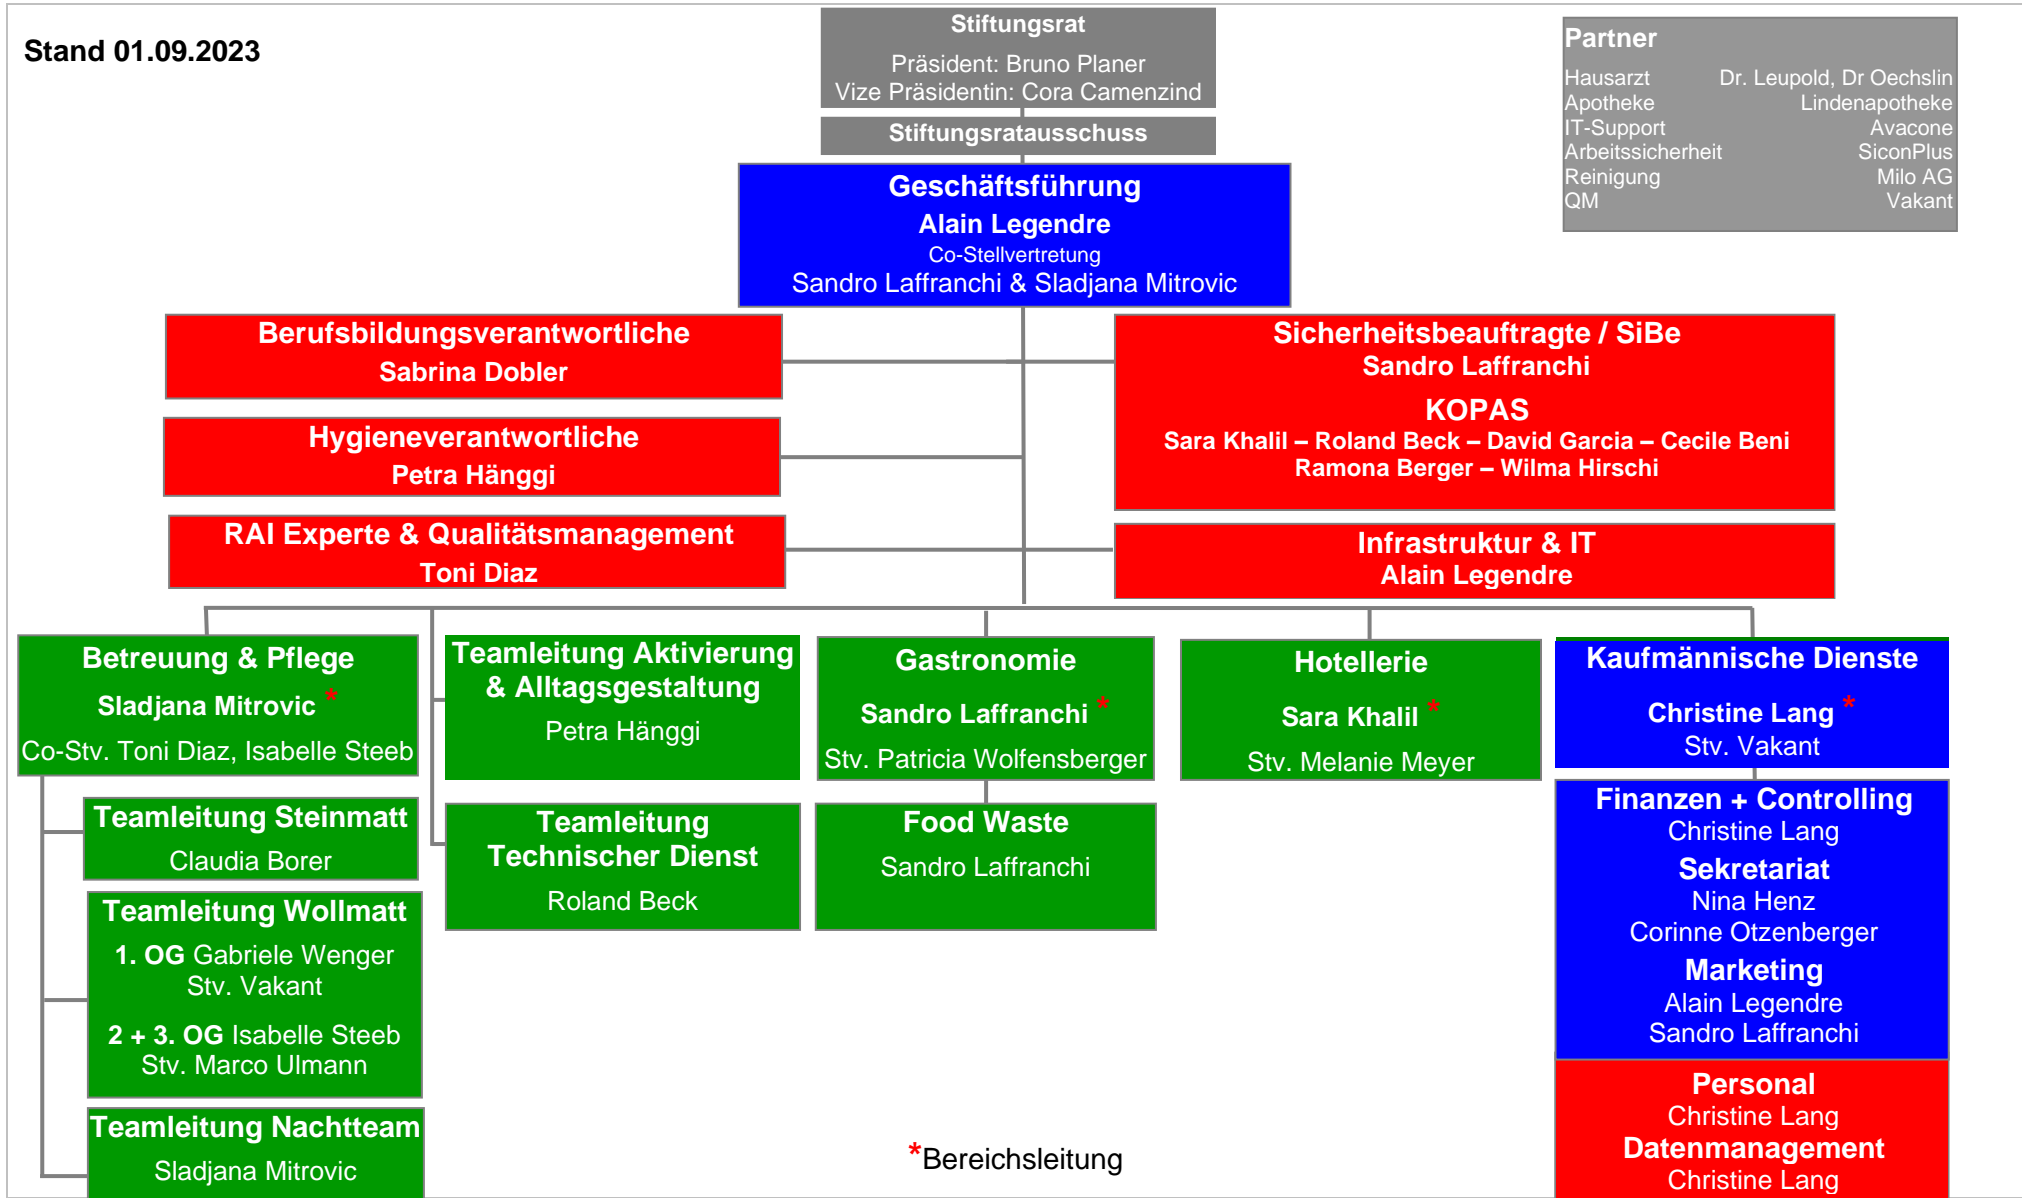 Stand 01.09.2023
Stiftungsrat
Präsident: Bruno Planer
Vize Präsidentin: Cora Camenzind
Stiftungsratausschuss
Partner
Hausarzt Dr. Leupold, Dr Oechslin
Apotheke Lindenapotheke
IT-Support Avacone
Arbeitssicherheit SiconPlus
Reinigung Milo AG
QM Vakant
Geschäftsführung
Alain Legendre
Co-Stellvertretung
Sandro Laffranchi & Sladjana Mitrovic
Berufsbildungsverantwortliche
Sabrina Dobler
Sicherheitsbeauftragte / SiBe
Sandro Laffranchi
KOPAS
Sara Khalil – Roland Beck – David Garcia – Cecile Beni
Ramona Berger – Wilma Hirschi
Hygieneverantwortliche
Petra Hänggi
RAI Experte & Qualitätsmanagement
Toni Diaz
Infrastruktur & IT
Alain Legendre
Betreuung & Pflege
Sladjana Mitrovic *
Co-Stv. Toni Diaz, Isabelle Steeb
Teamleitung Steinmatt
Claudia Borer
Teamleitung Wollmatt
1. OG Gabriele Wenger
Stv. Vakant
2 + 3. OG Isabelle Steeb
Stv. Marco Ulmann
Teamleitung Nachtteam
Sladjana Mitrovic
Teamleitung Aktivierung
& Alltagsgestaltung
Petra Hänggi
Teamleitung
Technischer Dienst
Roland Beck
Gastronomie
Sandro Laffranchi *
Stv. Patricia Wolfensberger
Food Waste
Sandro Laffranchi
Hotellerie
Sara Khalil *
Stv. Melanie Meyer
Kaufmännische Dienste
Christine Lang *
Stv. Vakant
Finanzen + Controlling
Christine Lang
Sekretariat
Nina Henz
Corinne Otzenberger
Marketing
Alain Legendre
Sandro Laffranchi
Personal
Christine Lang
Datenmanagement
Christine Lang
*Bereichsleitung